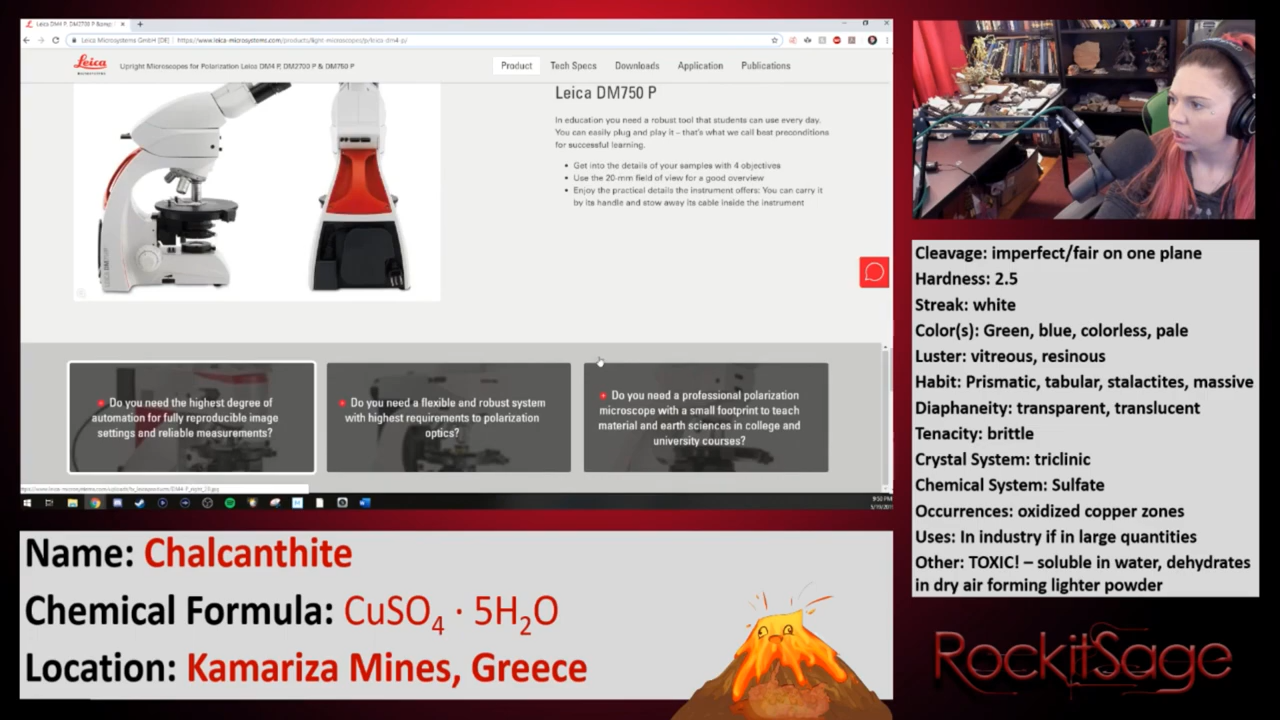 Leica DM4 P, DM2700 P &amp
Leica Microsystems GmbH [DE] | https://www.leica-microsystems.com/products/light-microscopes/p/leica-dm4-p/
Leica
MICROSYSTEMS
Upright Microscopes for Polarization Leica DM4 P, DM2700 P & DM750 P
Product Tech Specs Downloads Application Publications
Leica DM750 P
In education you need a robust tool that students can use every day.
You can easily plug and play it – that's what we call best preconditions
for successful learning.
• Get into the details of your samples with 4 objectives
• Use the 20-mm field of view for a good overview
• Enjoy the practical details the instrument offers: You can carry it
by its handle and stow away its cable inside the instrument
Do you need the highest degree of
automation for fully reproducible image
settings and reliable measurements?
Do you need a flexible and robust system
with highest requirements to polarization
optics?
Do you need a professional polarization
microscope with a small footprint to teach
material and earth sciences in college and
university courses?
9:50 PM
Cleavage: imperfect/fair on one plane
Hardness: 2.5
Streak: white
Color(s): Green, blue, colorless, pale
Luster: vitreous, resinous
Habit: Prismatic, tabular, stalactites, massive
Diaphaneity: transparent, translucent
Tenacity: brittle
Crystal System: triclinic
Chemical System: Sulfate
Occurrences: oxidized copper zones
Uses: In industry if in large quantities
Other: TOXIC! – soluble in water, dehydrates
in dry air forming lighter powder
Name: Chalcanthite
Chemical Formula: CuSO₄ · 5H₂O
Location: Kamariza Mines, Greece
RockitSage